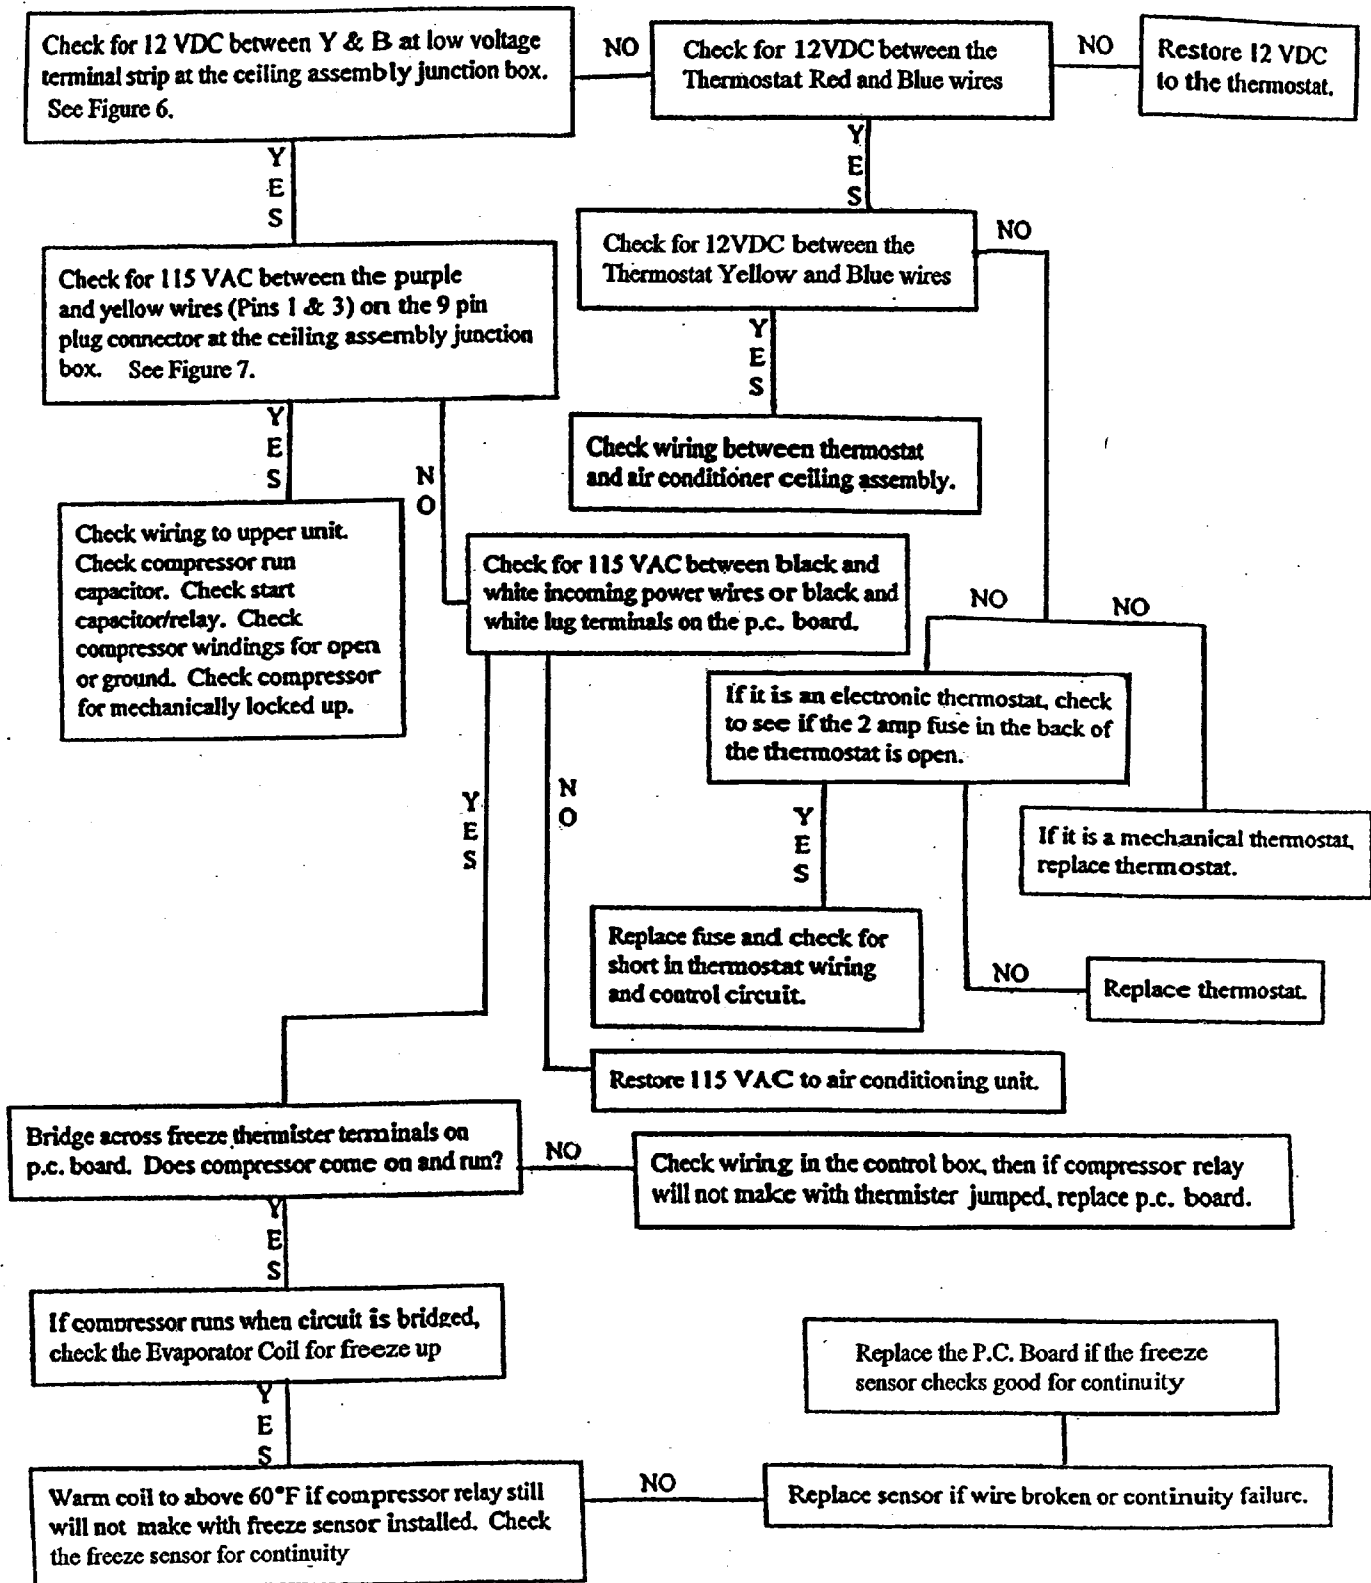 Check for 12 VDC between Y & B at low voltage
terminal strip at the ceiling assembly junction box.
See Figure 6.
NO
Check for 12VDC between the
Thermostat Red and Blue wires
NO
Restore 12 VDC
to the thermostat.
YES
YES
Check for 12VDC between the
Thermostat Yellow and Blue wires
NO
Check for 115 VAC between the purple
and yellow wires (Pins 1 & 3) on the 9 pin
plug connector at the ceiling assembly junction
box. See Figure 7.
YES
Check wiring between thermostat
and air conditioner ceiling assembly.
YES
NO
Check wiring to upper unit.
Check compressor run
capacitor. Check start
capacitor/relay. Check
compressor windings for open
or ground. Check compressor
for mechanically locked up.
Check for 115 VAC between black and
white incoming power wires or black and
white lug terminals on the p.c. board.
NO
NO
If it is an electronic thermostat, check
to see if the 2 amp fuse in the back of
the thermostat is open.
YES
NO
YES
If it is a mechanical thermostat,
replace thermostat.
Replace fuse and check for
short in thermostat wiring
and control circuit.
NO
Replace thermostat.
Restore 115 VAC to air conditioning unit.
Bridge across freeze thermister terminals on
p.c. board. Does compressor come on and run?
NO
Check wiring in the control box, then if compressor relay
will not make with thermister jumped, replace p.c. board.
YES
If compressor runs when circuit is bridged,
check the Evaporator Coil for freeze up
Replace the P.C. Board if the freeze
sensor checks good for continuity
YES
Warm coil to above 60°F if compressor relay still
will not make with freeze sensor installed. Check
the freeze sensor for continuity
NO
Replace sensor if wire broken or continuity failure.